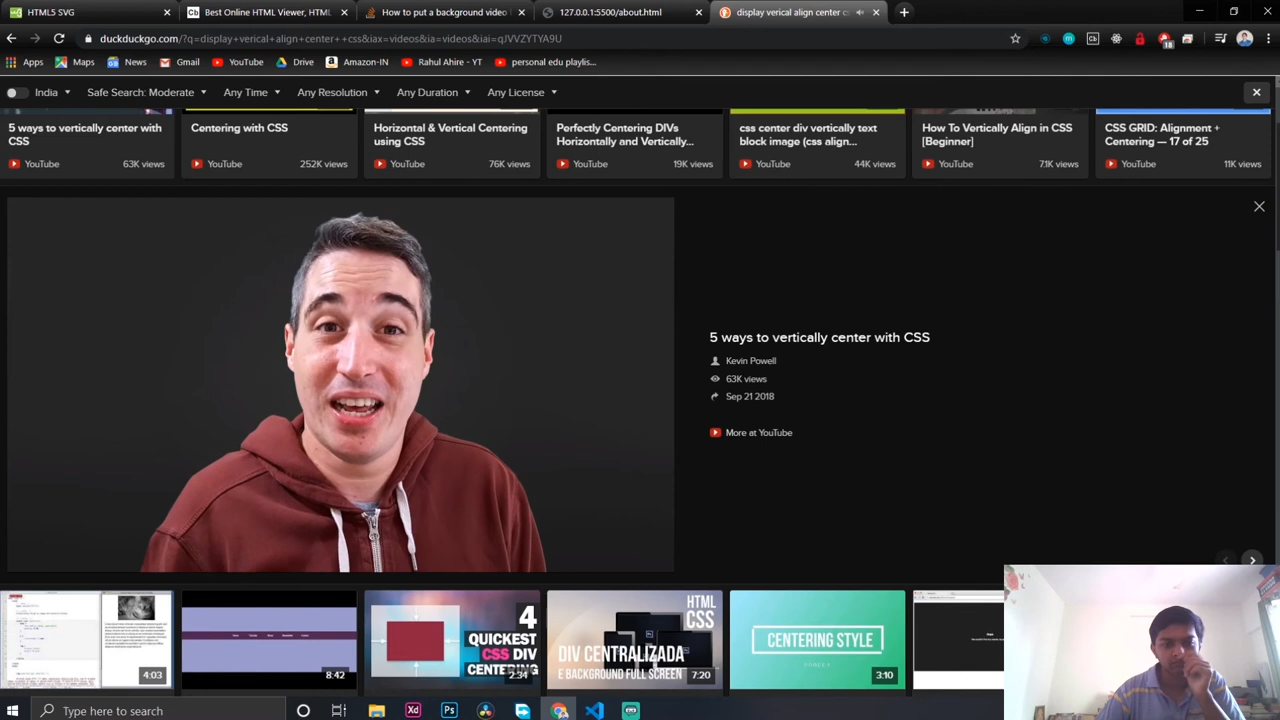 HTML5 SVG
Best Online HTML Viewer, HTML
How to put a background video
127.0.0.1:5500/about.html
display verical align center c
duckduckgo.com/?q=display+verical+align+center++css&iax=videos&ia=videos&iai=qJVVZYTYA9U
18
Apps
Maps
News
Gmail
YouTube
Drive
Amazon-IN
Rahul Ahire - YT
personal edu playlis...
India
Safe Search: Moderate
Any Time
Any Resolution
Any Duration
Any License
5 ways to vertically center with
CSS
YouTube 63K views
Centering with CSS
YouTube 252K views
Horizontal & Vertical Centering
using CSS
YouTube 76K views
Perfectly Centering DIVs
Horizontally and Vertically...
YouTube 19K views
css center div vertically text
block image (css align...
YouTube 44K views
How To Vertically Align in CSS
[Beginner]
YouTube 7.1K views
CSS GRID: Alignment +
Centering — 17 of 25
YouTube 11K views
5 ways to vertically center with CSS
Kevin Powell
63K views
Sep 21 2018
More at YouTube
4:03
8:42
4
QUICKEST
CSS DIV
CENTERING
2:34
HTML
CSS
DIV CENTRALIZADA
E BACKGROUND FULL SCREEN
7:20
CENTERING STYLE
3:10
Type here to search